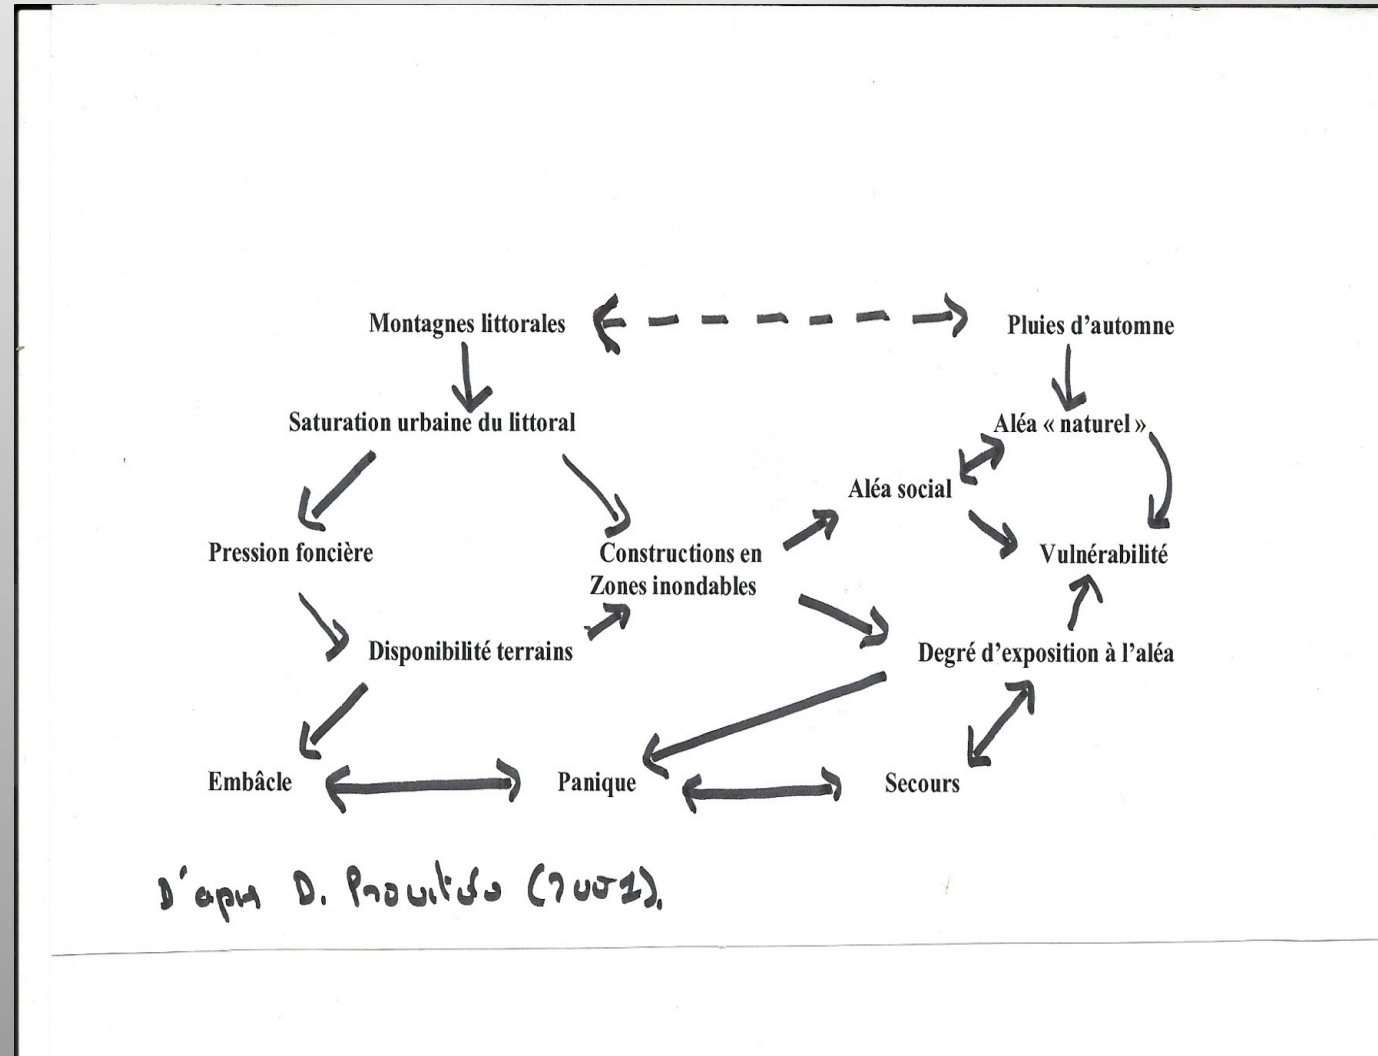 Montagnes littorales
Pluies d'automne
Saturation urbaine du littoral
Aléa « naturel »
Aléa social
Pression foncière
Constructions en
Zones inondables
Vulnérabilité
Disponibilité terrains
Degré d'exposition à l'aléa
Embâcle
Panique
Secours
D.